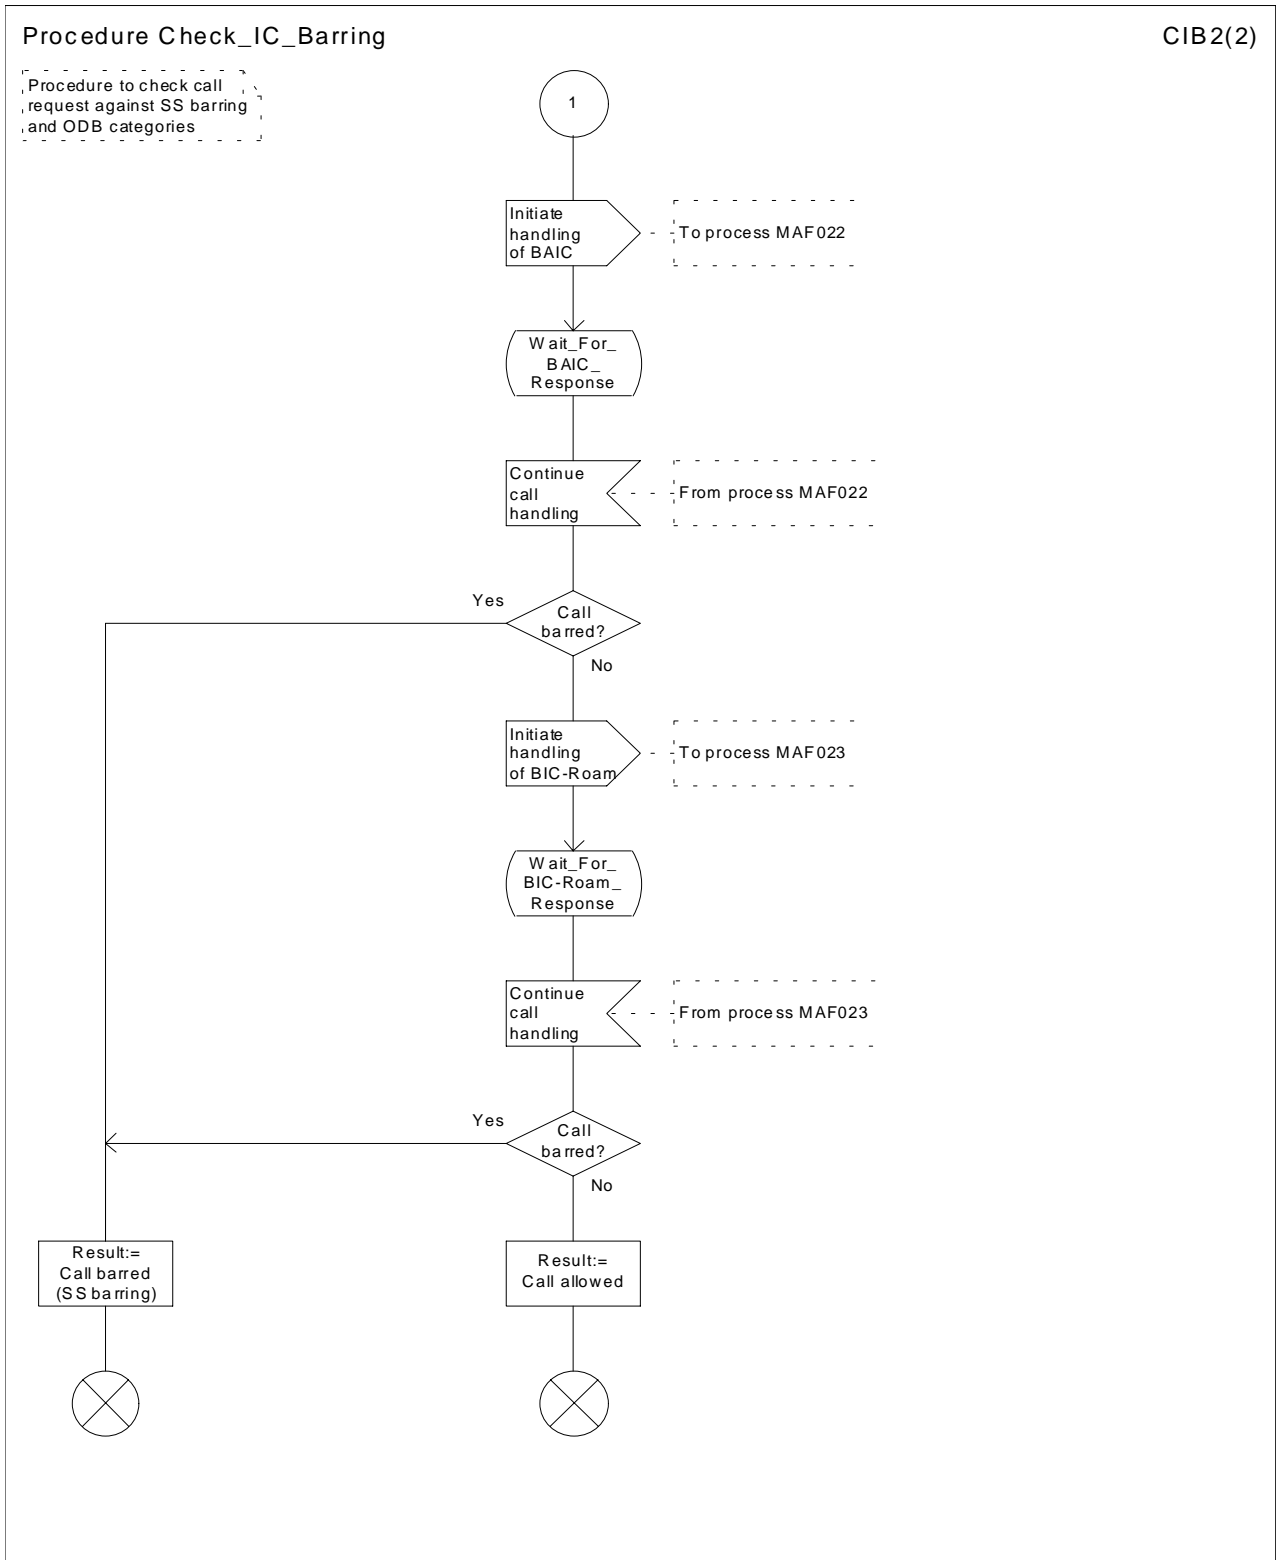 Procedure Check_IC_Barring
CIB2(2)
Procedure to check call
request against SS barring
and ODB categories
1
Initiate
handling
of BAIC
To process MAF022
Wait_For_
BAIC_
Response
Continue
call
handling
From process MAF022
Yes
Call
barred?
No
Initiate
handling
of BIC-Roam
To process MAF023
Wait_For_
BIC-Roam_
Response
Continue
call
handling
From process MAF023
Yes
Call
barred?
No
Result:=
Call barred
(SS barring)
Result:=
Call allowed